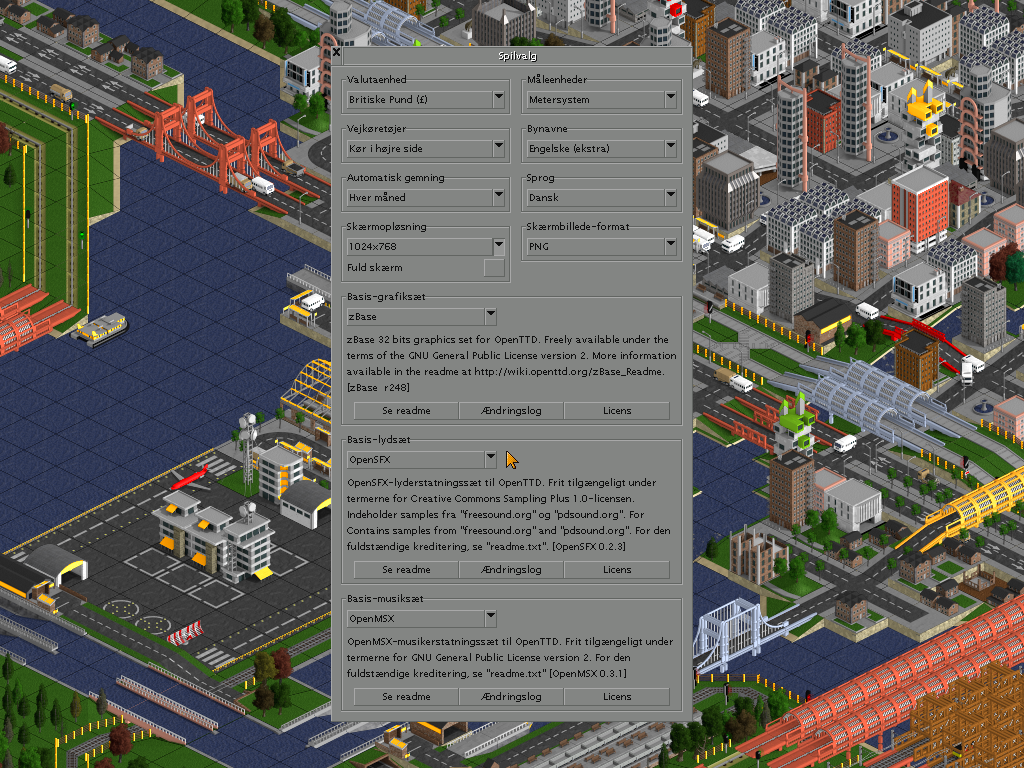 Spilvalg
Valutaenhed
Britiske Pund (£)
Måleenheder
Metersystem
Vejkøretøjer
Kør i højre side
Bynavne
Engelske (ekstra)
Automatisk gemning
Hver måned
Sprog
Dansk
Skærmopløsning
1024x768
Fuld skærm
Skærmbillede-format
PNG
Basis-grafiksæt
zBase
zBase 32 bits graphics set for OpenTTD. Freely available under the
terms of the GNU General Public License version 2. More information
available in the readme at http://wiki.openttd.org/zBase_Readme.
[zBase r248]
Se readme Ændringslog Licens
Basis-lydsæt
OpenSFX
OpenSFX-lyderstatningssæt til OpenTTD. Frit tilgængeligt under
termerne for Creative Commons Sampling Plus 1.0-licensen.
Indeholder samples fra "freesound.org" og "pdsound.org". For
Contains samples from "freesound.org" and "pdsound.org". For den
fuldstændige kreditering, se "readme.txt". [OpenSFX 0.2.3]
Se readme Ændringslog Licens
Basis-musiksæt
OpenMSX
OpenMSX-musikerstatningssæt til OpenTTD. Frit tilgængeligt under
termerne for GNU General Public License version 2. For den
fuldstændige kreditering, se "readme.txt" [OpenMSX 0.3.1]
Se readme Ændringslog Licens